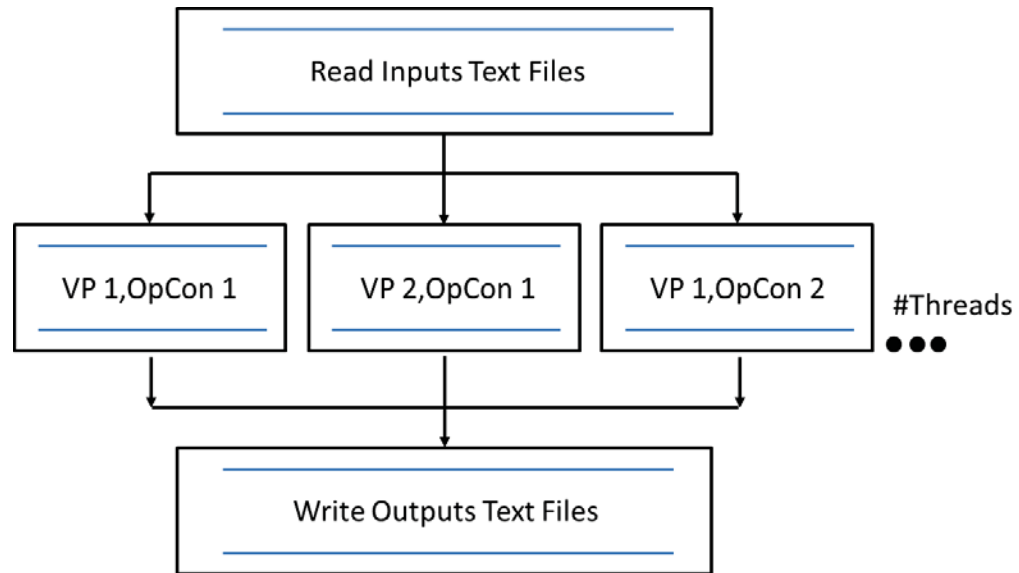 Read Inputs Text Files
VP 1,OpCon 1
VP 2,OpCon 1
VP 1,OpCon 2
#Threads
Write Outputs Text Files